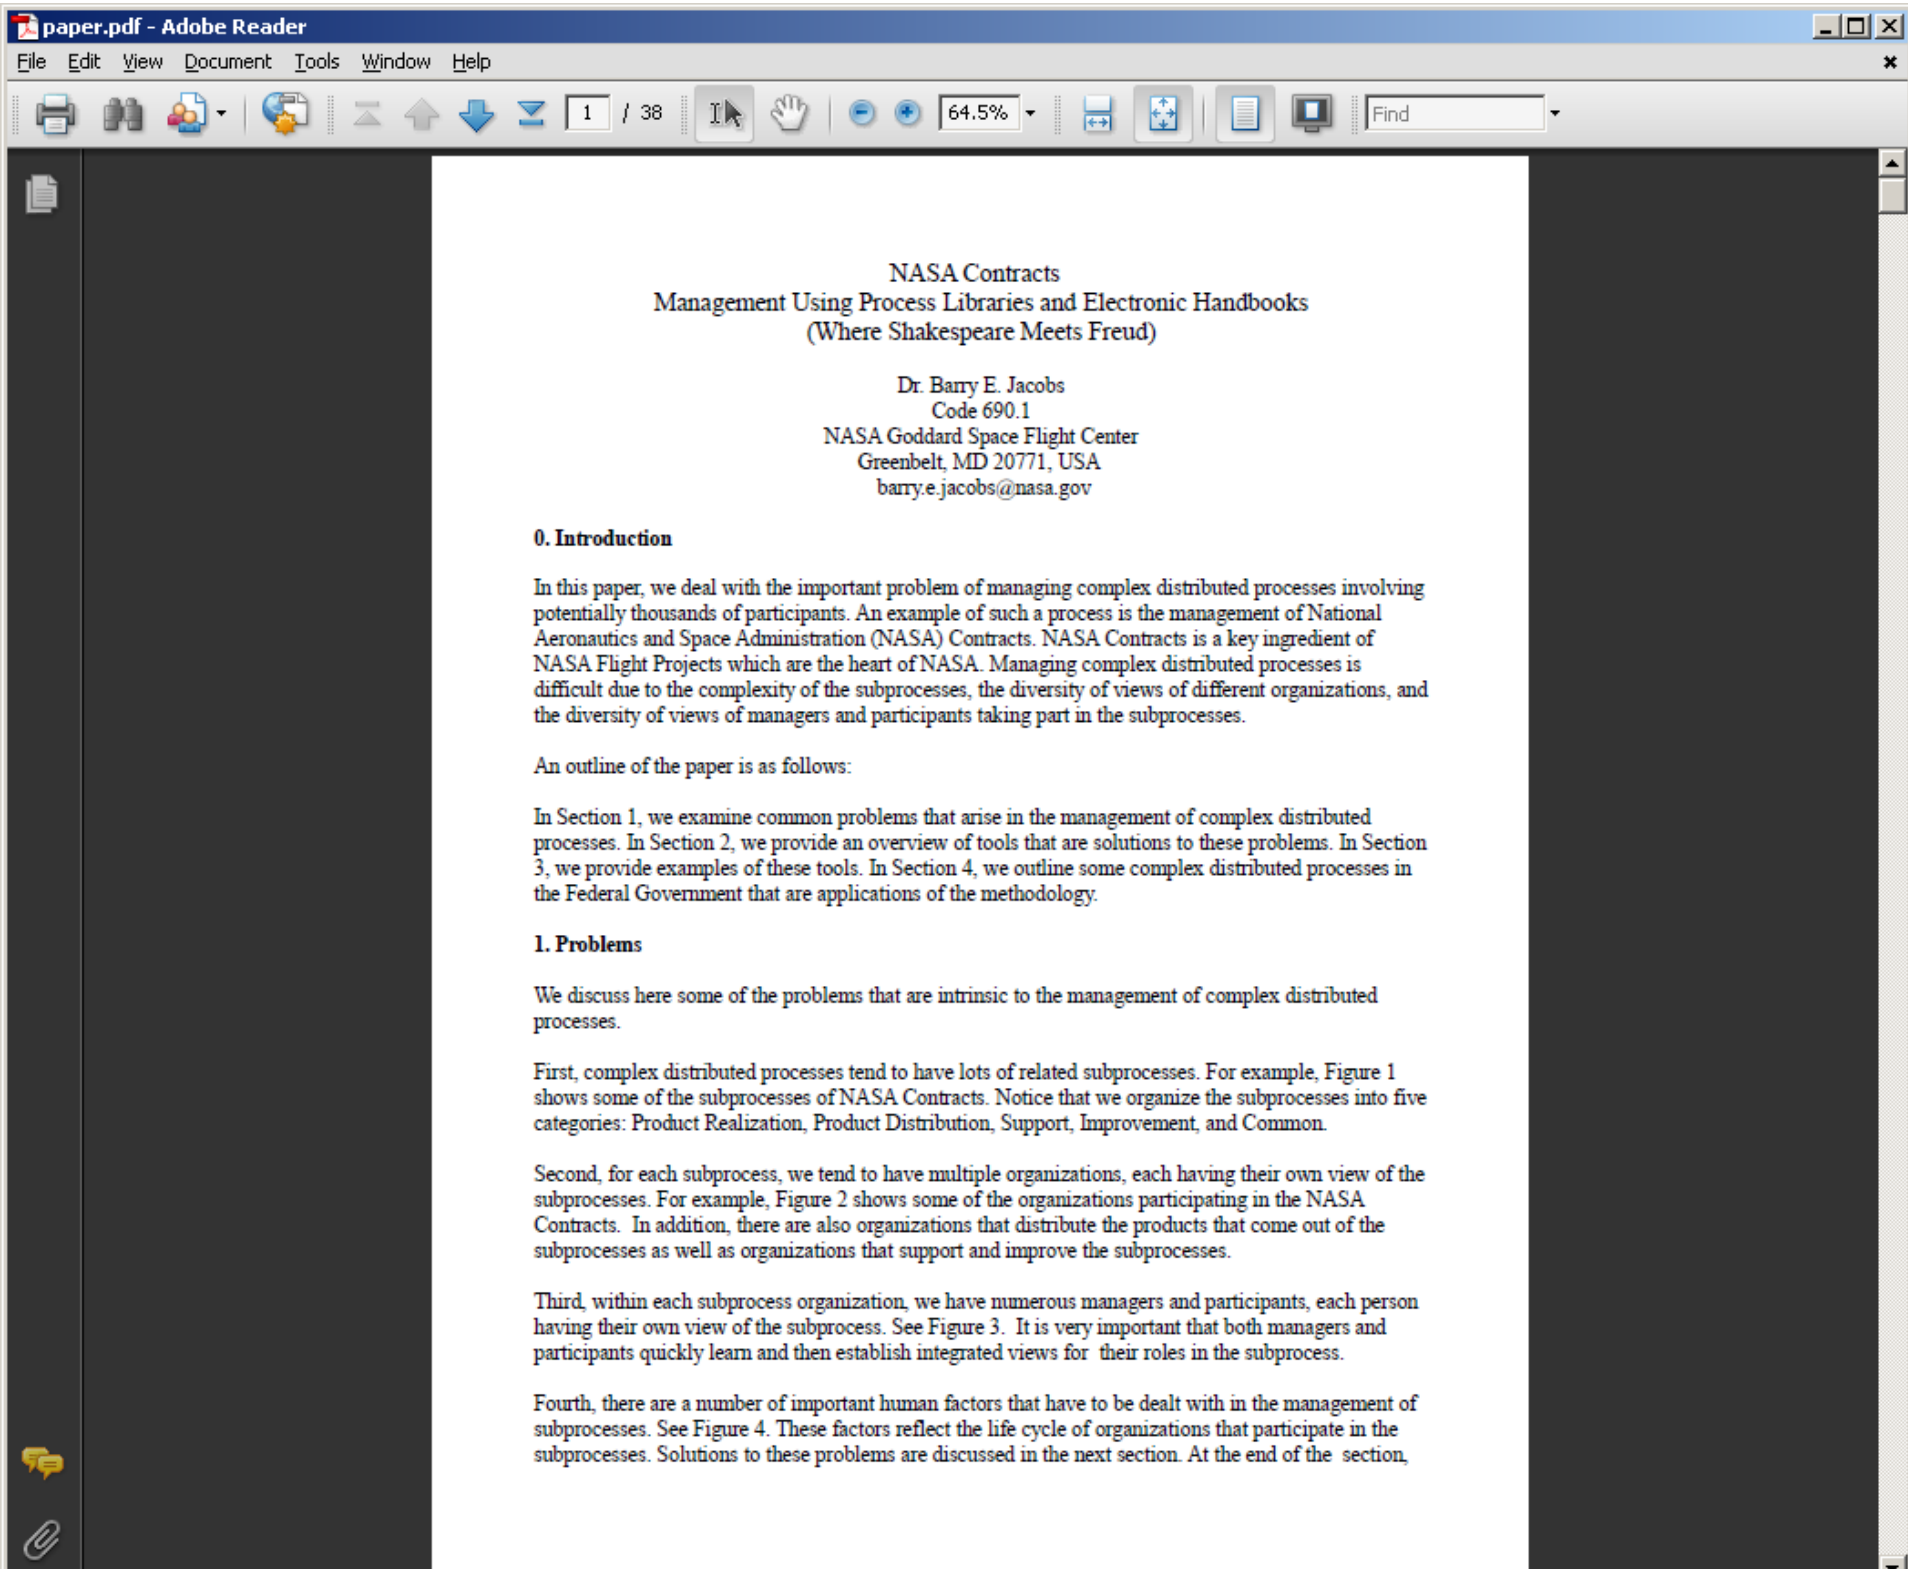 paper.pdf - Adobe Reader
File Edit View Document Tools Window Help
1 / 38 64.5% Find
NASA Contracts
Management Using Process Libraries and Electronic Handbooks
(Where Shakespeare Meets Freud)
Dr. Barry E. Jacobs
Code 690.1
NASA Goddard Space Flight Center
Greenbelt, MD 20771, USA
barry.e.jacobs@nasa.gov
0. Introduction
In this paper, we deal with the important problem of managing complex distributed processes involving
potentially thousands of participants. An example of such a process is the management of National
Aeronautics and Space Administration (NASA) Contracts. NASA Contracts is a key ingredient of
NASA Flight Projects which are the heart of NASA. Managing complex distributed processes is
difficult due to the complexity of the subprocesses, the diversity of views of different organizations, and
the diversity of views of managers and participants taking part in the subprocesses.
An outline of the paper is as follows:
In Section 1, we examine common problems that arise in the management of complex distributed
processes. In Section 2, we provide an overview of tools that are solutions to these problems. In Section
3, we provide examples of these tools. In Section 4, we outline some complex distributed processes in
the Federal Government that are applications of the methodology.
1. Problems
We discuss here some of the problems that are intrinsic to the management of complex distributed
processes.
First, complex distributed processes tend to have lots of related subprocesses. For example, Figure 1
shows some of the subprocesses of NASA Contracts. Notice that we organize the subprocesses into five
categories: Product Realization, Product Distribution, Support, Improvement, and Common.
Second, for each subprocess, we tend to have multiple organizations, each having their own view of the
subprocesses. For example, Figure 2 shows some of the organizations participating in the NASA
Contracts.  In addition, there are also organizations that distribute the products that come out of the
subprocesses as well as organizations that support and improve the subprocesses.
Third, within each subprocess organization, we have numerous managers and participants, each person
having their own view of the subprocess. See Figure 3.  It is very important that both managers and
participants quickly learn and then establish integrated views for  their roles in the subprocess.
Fourth, there are a number of important human factors that have to be dealt with in the management of
subprocesses. See Figure 4. These factors reflect the life cycle of organizations that participate in the
subprocesses. Solutions to these problems are discussed in the next section. At the end of the  section,